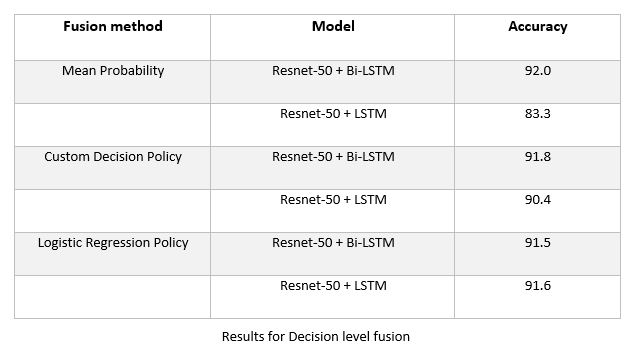 Fusion method Model Accuracy
Mean Probability Resnet-50 + Bi-LSTM 92.0
Resnet-50 + LSTM 83.3
Custom Decision Policy Resnet-50 + Bi-LSTM 91.8
Resnet-50 + LSTM 90.4
Logistic Regression Policy Resnet-50 + Bi-LSTM 91.5
Resnet-50 + LSTM 91.6
Results for Decision level fusion